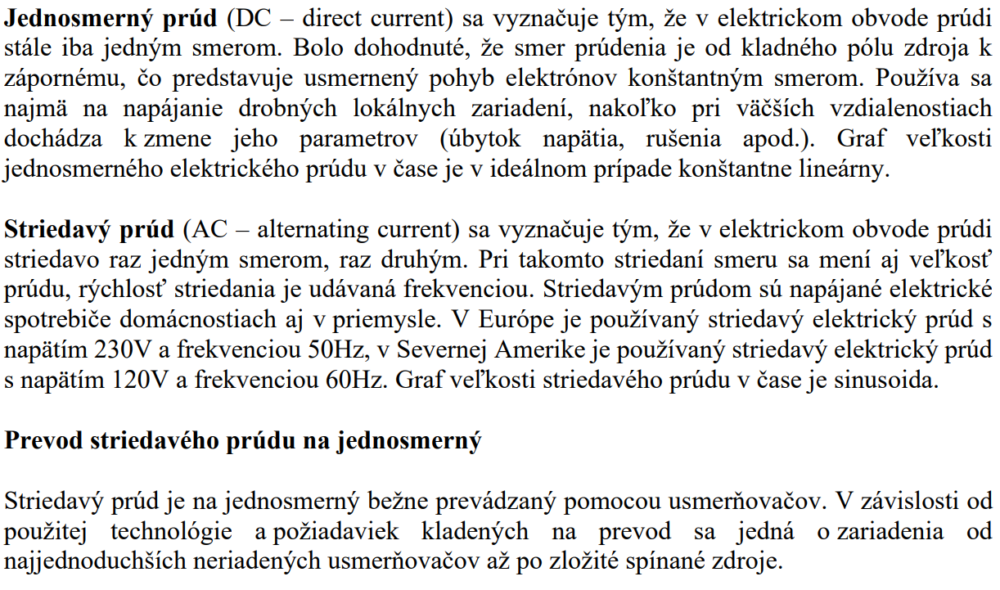 Jednosmerný prúd (DC – direct current) sa vyznačuje tým, že v elektrickom obvode prúdi
stále iba jedným smerom. Bolo dohodnuté, že smer prúdenia je od kladného pólu zdroja k
zápornému, čo predstavuje usmernený pohyb elektrónov konštantným smerom. Používa sa
najmä na napájanie drobných lokálnych zariadení, nakoľko pri väčších vzdialenostiach
dochádza k zmene jeho parametrov (úbytok napätia, rušenia apod.). Graf veľkosti
jednosmerného elektrického prúdu v čase je v ideálnom prípade konštantne lineárny.
Striedavý prúd (AC – alternating current) sa vyznačuje tým, že v elektrickom obvode prúdi
striedavo raz jedným smerom, raz druhým. Pri takomto striedaní smeru sa mení aj veľkosť
prúdu, rýchlosť striedania je udávaná frekvenciou. Striedavým prúdom sú napájané elektrické
spotrebiče domácnostiach aj v priemysle. V Európe je používaný striedavý elektrický prúd s
napätím 230V a frekvenciou 50Hz, v Severnej Amerike je používaný striedavý elektrický prúd
s napätím 120V a frekvenciou 60Hz. Graf veľkosti striedavého prúdu v čase je sinusoida.
Prevod striedavého prúdu na jednosmerný
Striedavý prúd je na jednosmerný bežne prevádzaný pomocou usmerňovačov. V závislosti od
použitej technológie a požiadaviek kladených na prevod sa jedná o zariadenia od
najjednoduchších neriadených usmerňovačov až po zložité spínané zdroje.